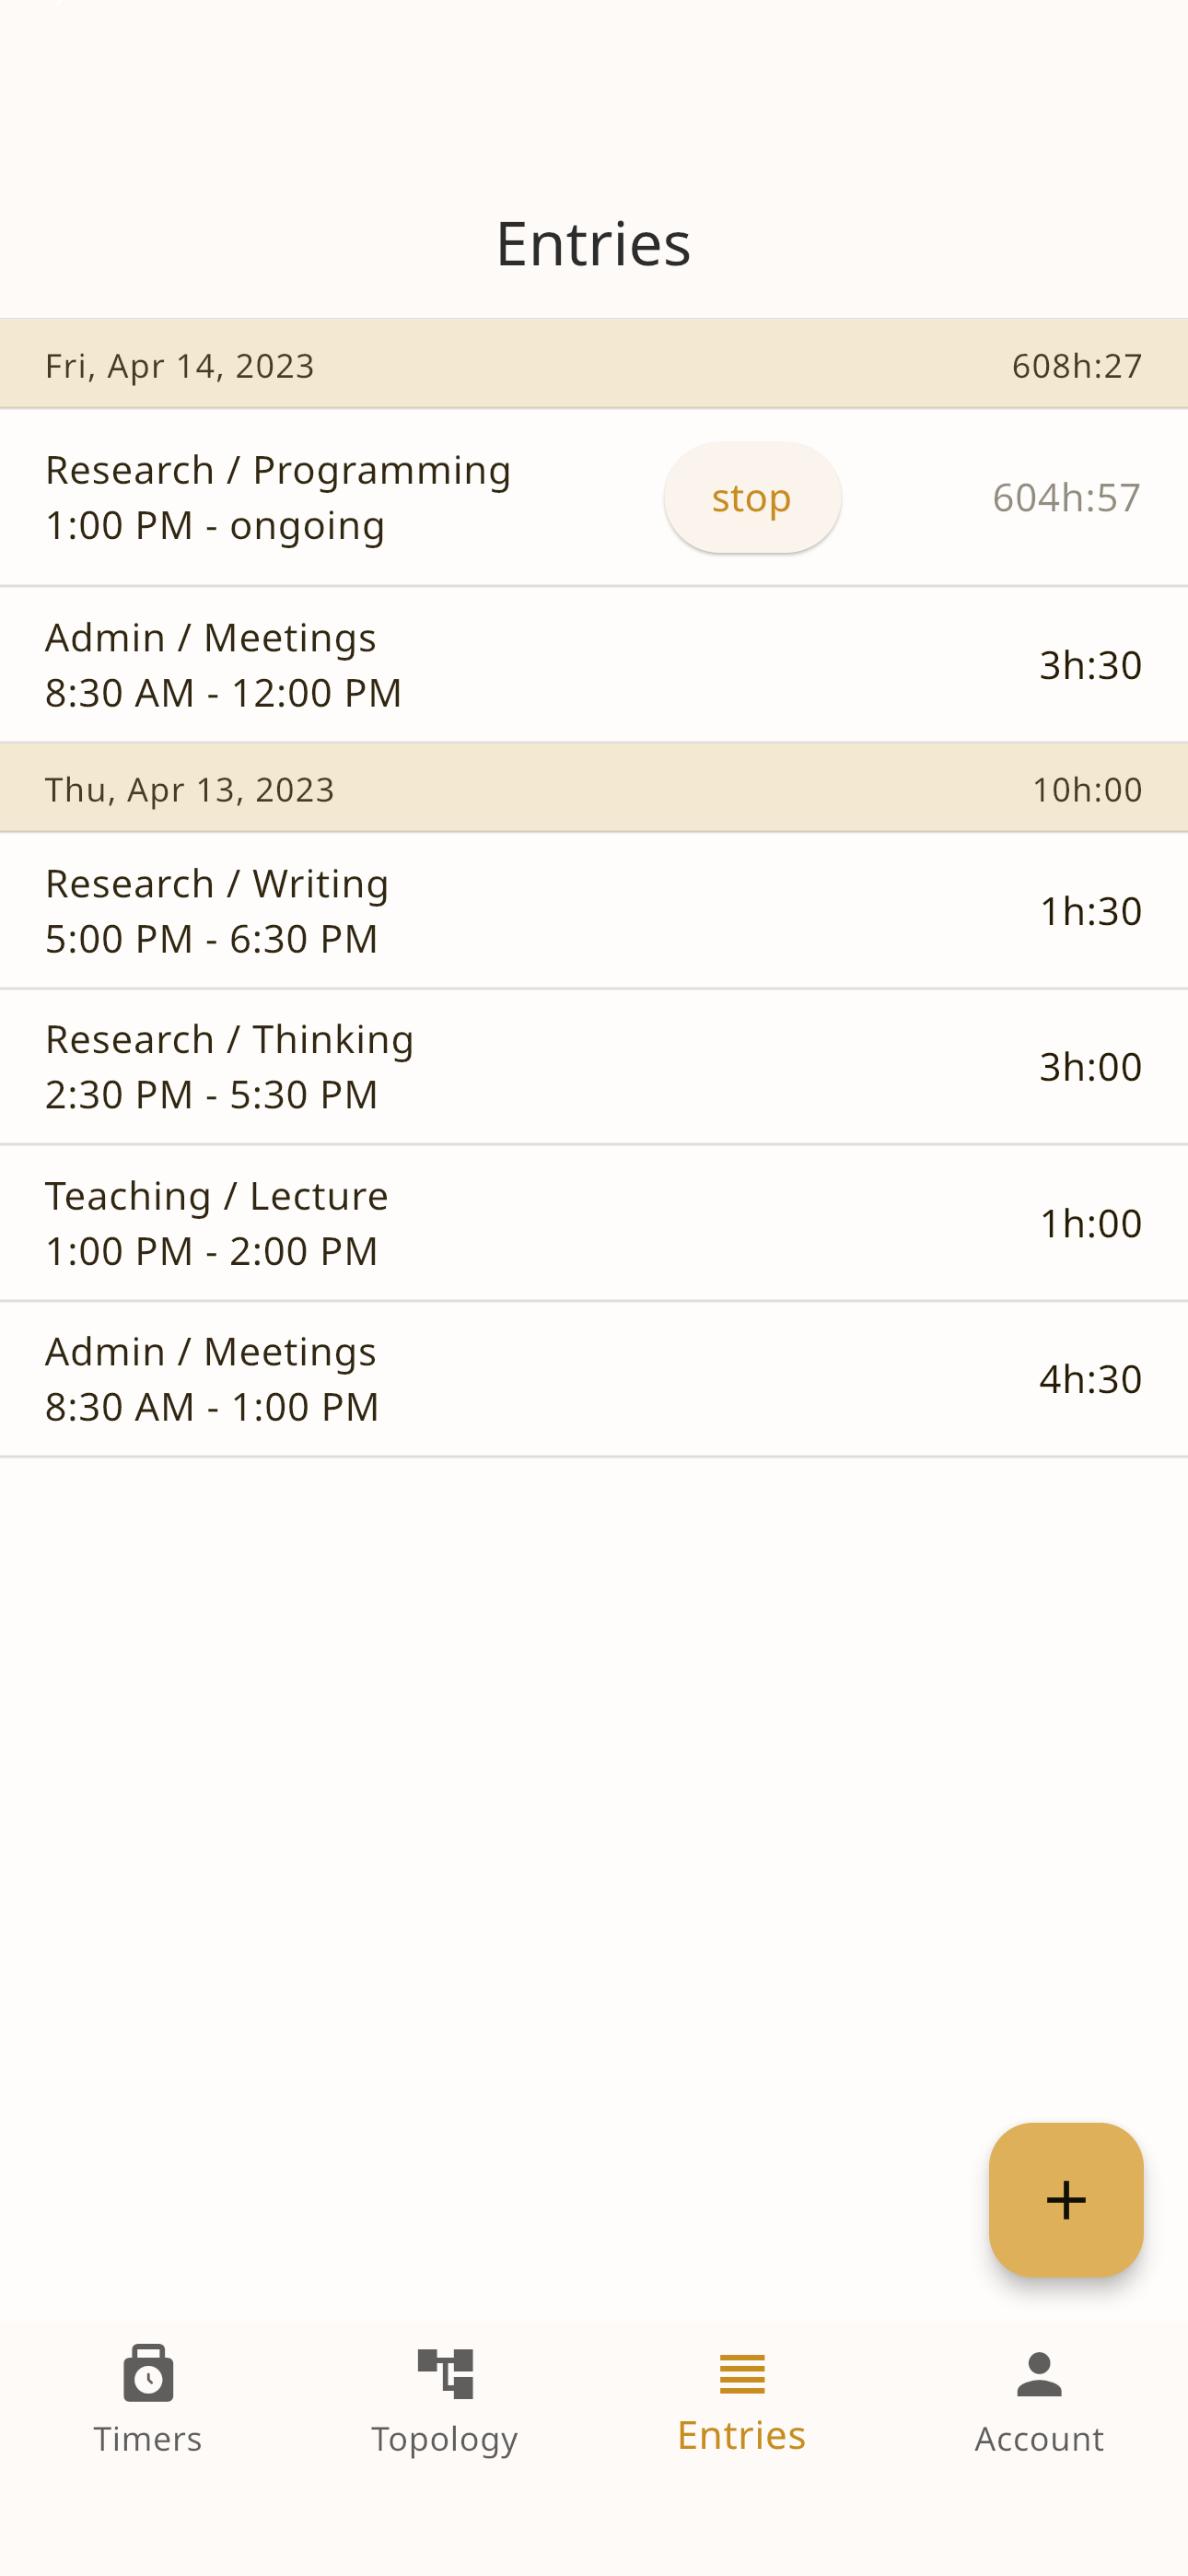 Entries
Fri, Apr 14, 2023 608h:27
Research / Programming
1:00 PM - ongoing
stop
604h:57
Admin / Meetings
8:30 AM - 12:00 PM
3h:30
Thu, Apr 13, 2023 10h:00
Research / Writing
5:00 PM - 6:30 PM
1h:30
Research / Thinking
2:30 PM - 5:30 PM
3h:00
Teaching / Lecture
1:00 PM - 2:00 PM
1h:00
Admin / Meetings
8:30 AM - 1:00 PM
4h:30
+
Timers Topology Entries Account